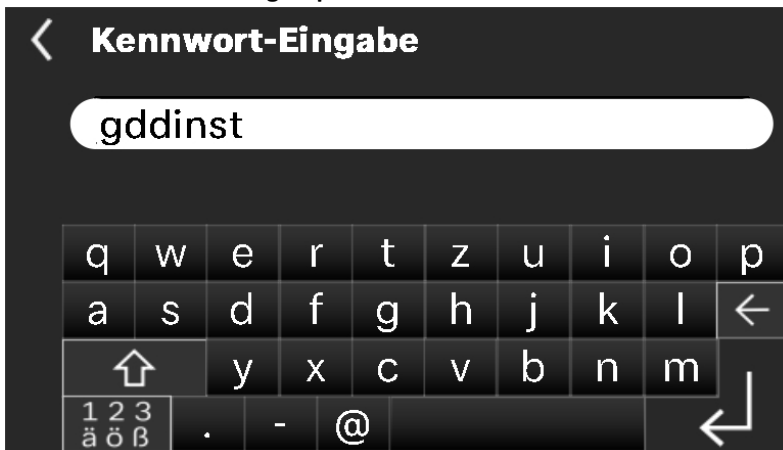 Kennwort-Eingabe
gddinst
q w e r t z u i o p
a s d f g h j k l
y x c v b n m
1 2 3
ä ö ß . - @